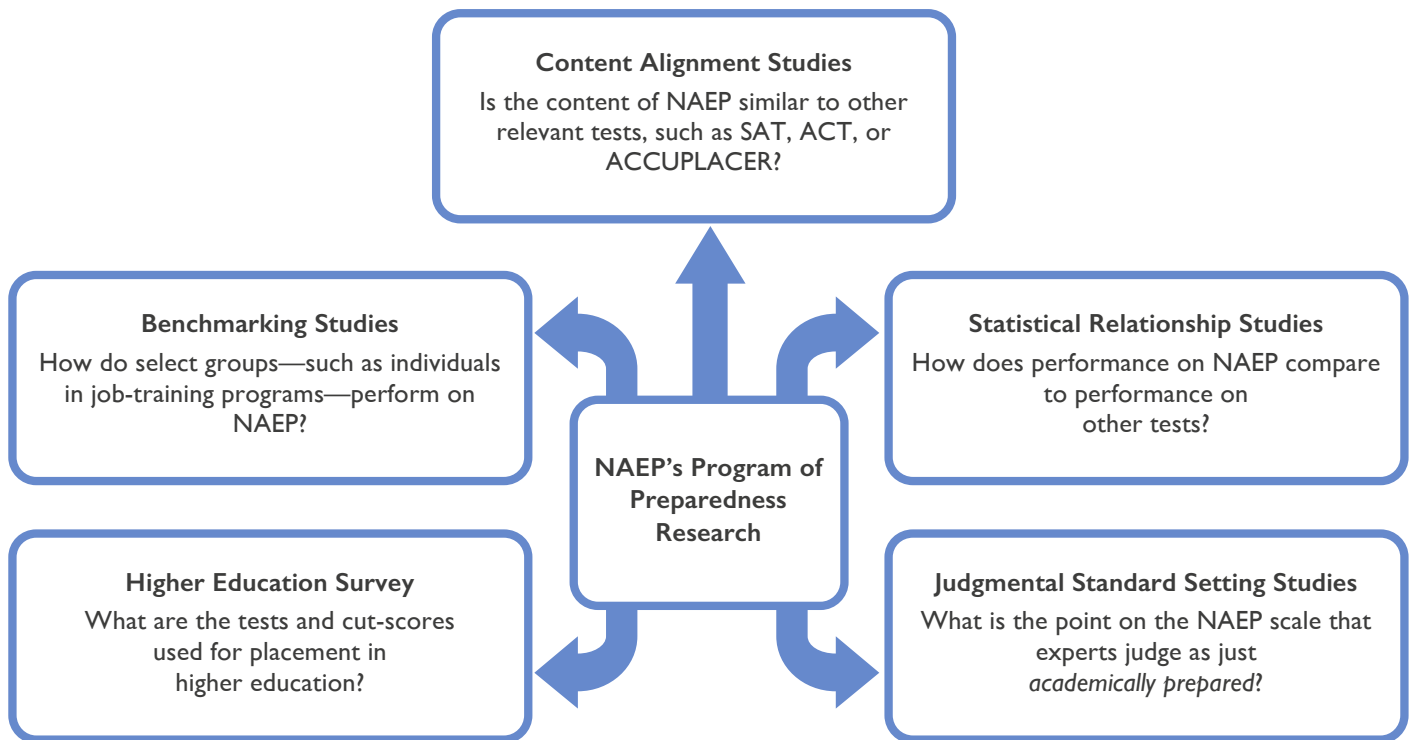 Content Alignment Studies
Is the content of NAEP similar to other
relevant tests, such as SAT, ACT, or
ACCUPLACER?
Benchmarking Studies
How do select groups—such as individuals
in job-training programs—perform on
NAEP?
Statistical Relationship Studies
How does performance on NAEP compare
to performance on
other tests?
NAEP’s Program of
Preparedness
Research
Higher Education Survey
What are the tests and cut-scores
used for placement in
higher education?
Judgmental Standard Setting Studies
What is the point on the NAEP scale that
experts judge as just
academically prepared?